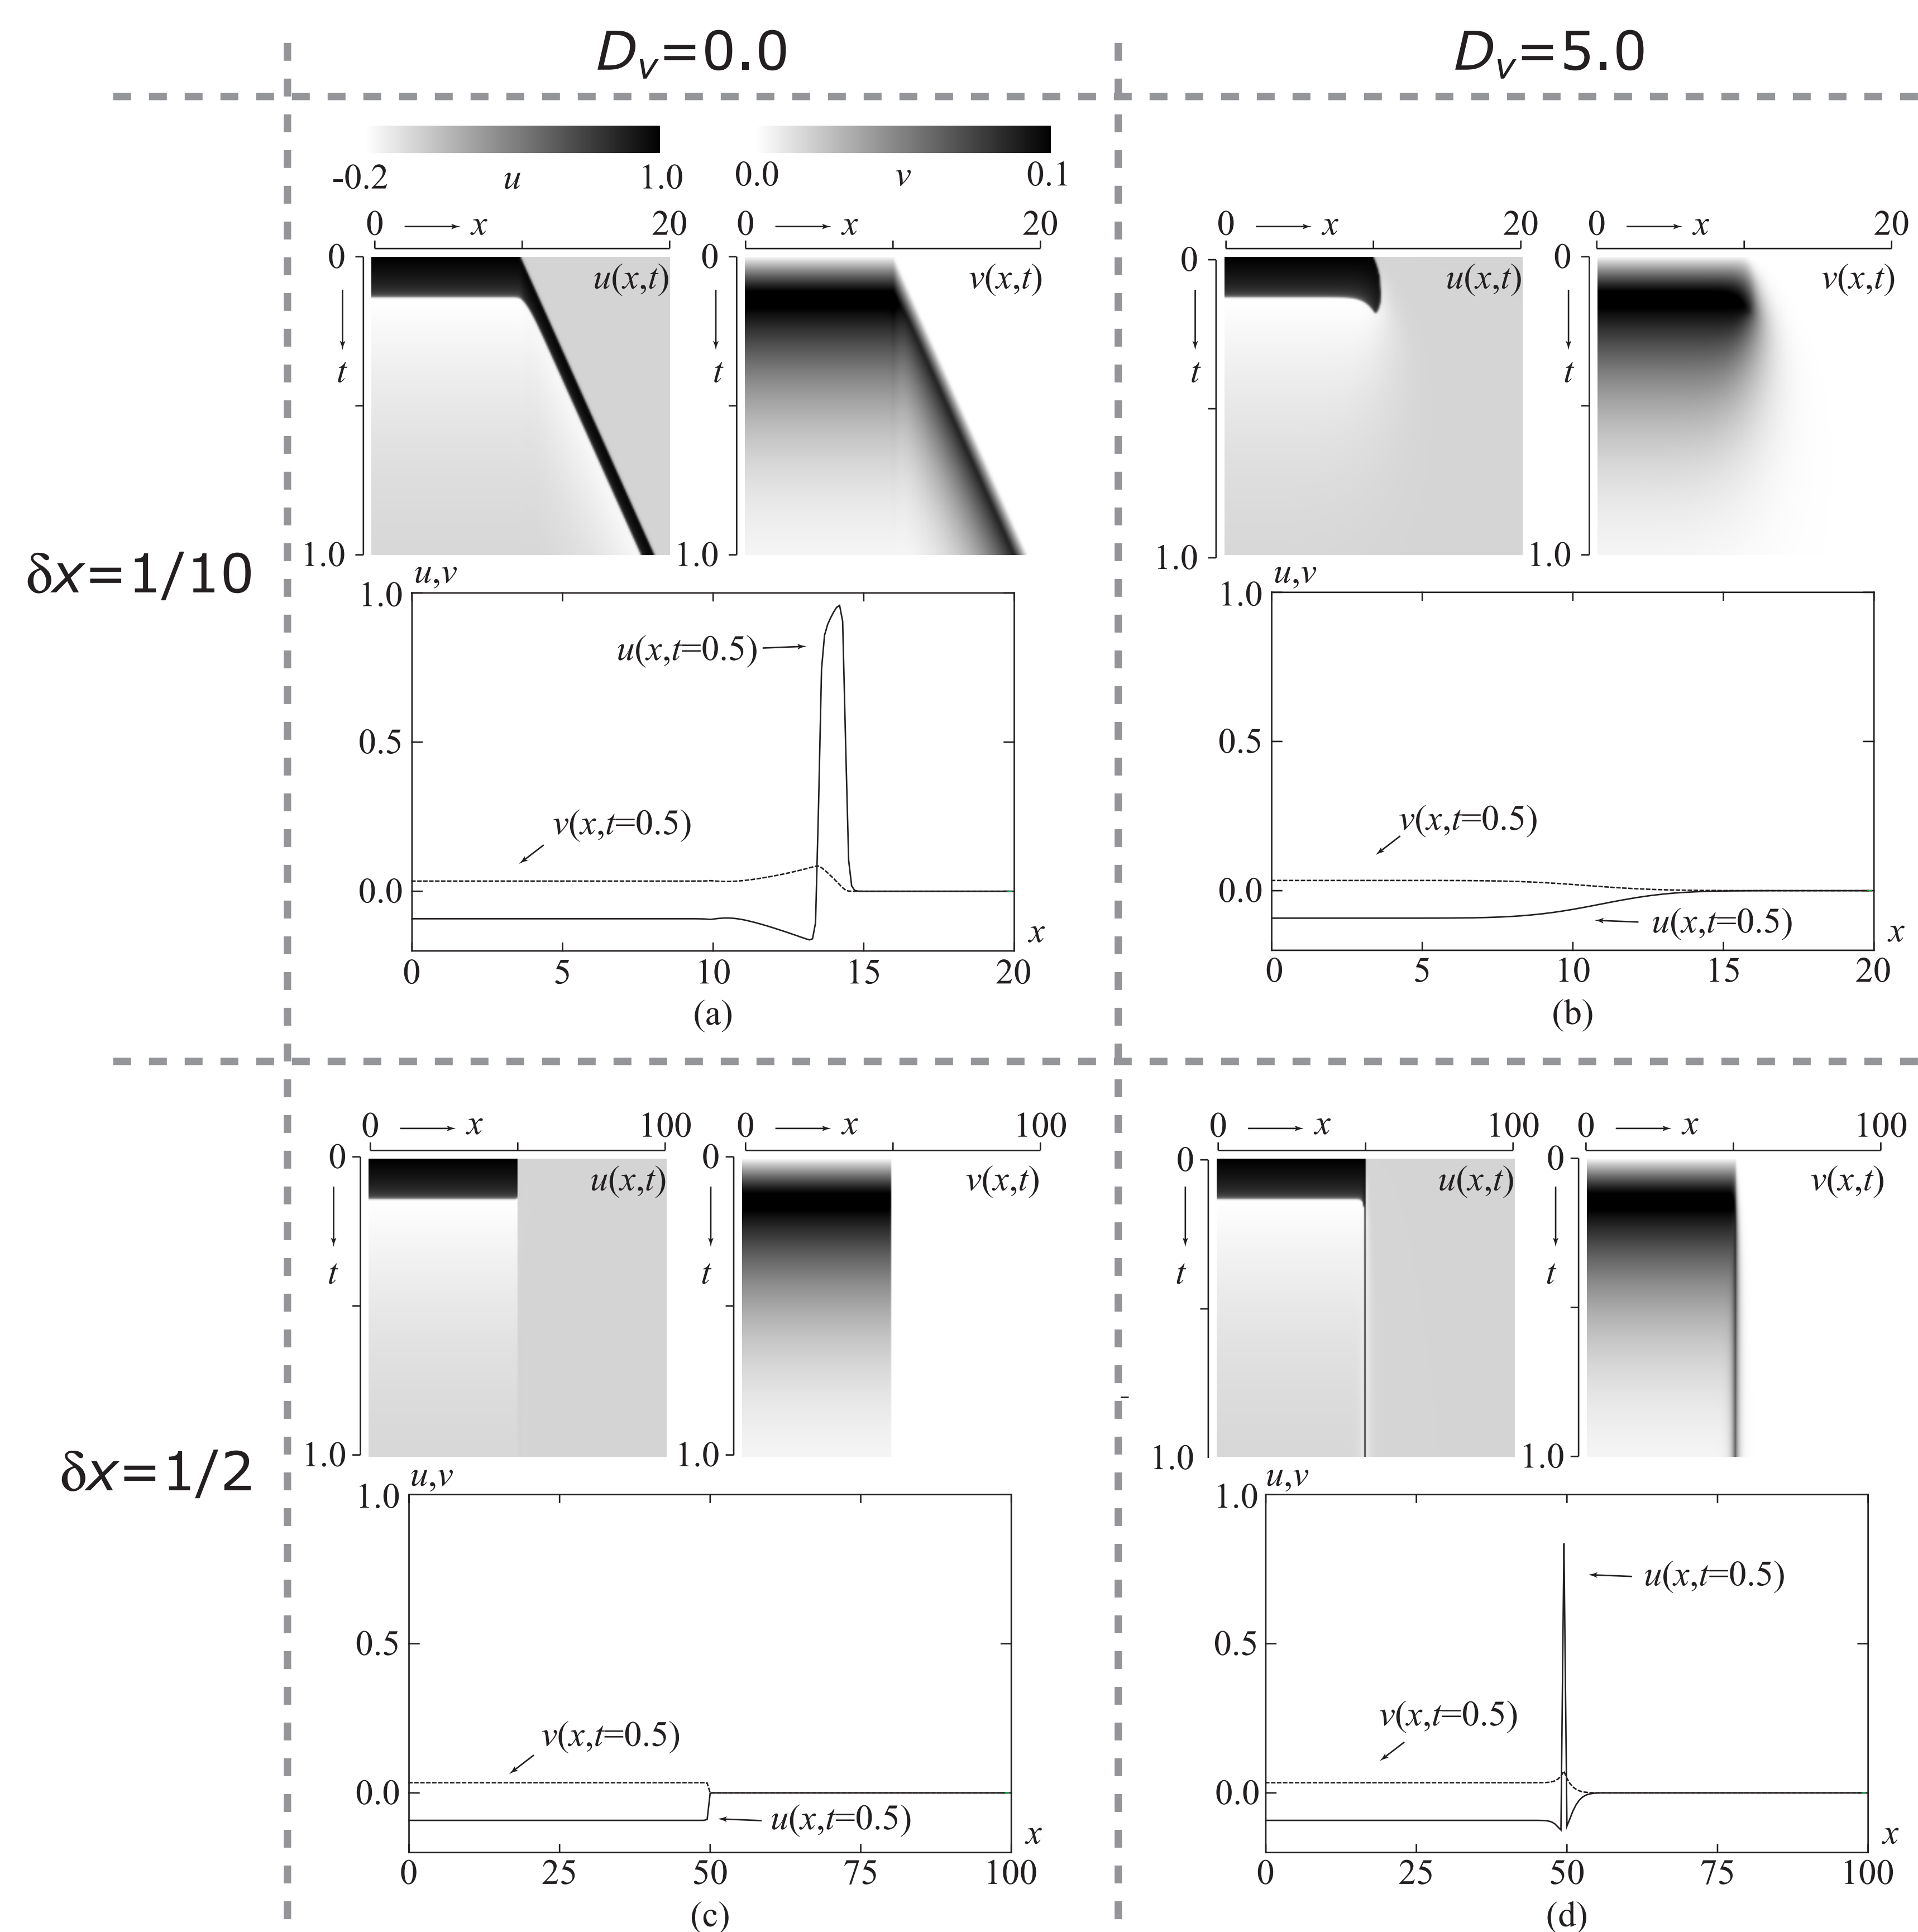 Dv=0.0 Dv=5.0
δx=1/10
-0.2 u 1.0 0.0 v 0.1
0 x 20 0 x 20 0 x 20 0 x 20
0 u(x,t) 0 v(x,t) 0 u(x,t) 0 v(x,t)
t t t t
1.0 1.0 1.0 1.0
u,v
1.0
u(x,t=0.5)
0.5
v(x,t=0.5)
0.0
x
0 5 10 15 20
(a)
u,v
1.0
0.5
v(x,t=0.5)
0.0
u(x,t=0.5)
x
0 5 10 15 20
(b)
δx=1/2
0 x 100 0 x 100 0 x 100 0 x 100
0 u(x,t) 0 v(x,t) 0 u(x,t) 0 v(x,t)
t t t t
1.0 1.0 1.0 1.0
u,v
1.0
0.5
v(x,t=0.5)
0.0
u(x,t=0.5)
x
0 25 50 75 100
(c)
u,v
1.0
u(x,t=0.5)
0.5
v(x,t=0.5)
0.0
x
0 25 50 75 100
(d)